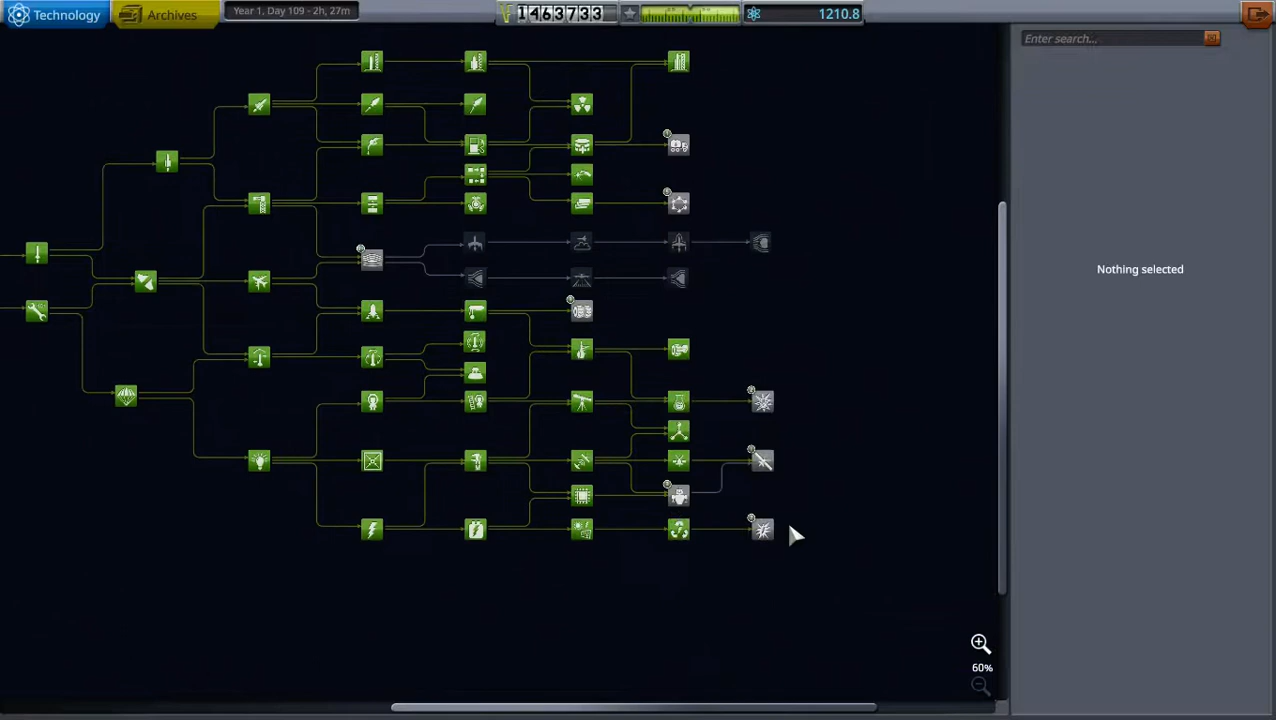 Technology
Archives
Year 1, Day 109 - 2h, 27m
1463733
1210.8
Enter search...
Nothing selected
60%